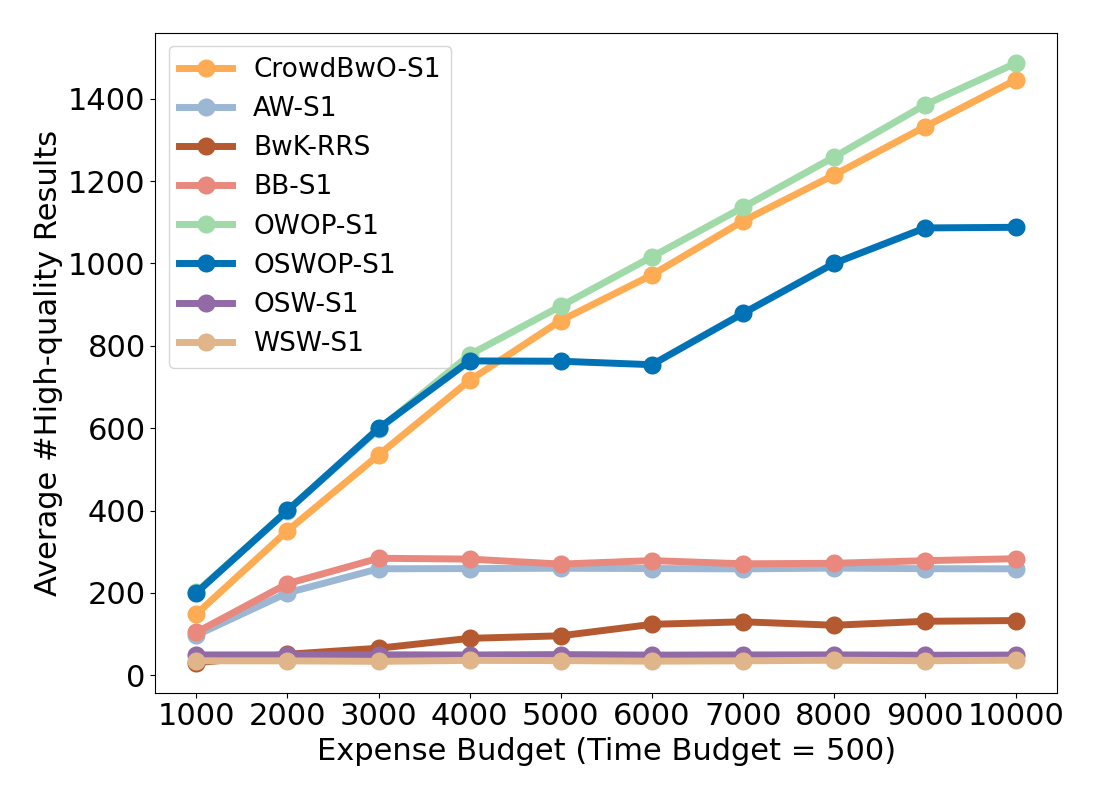 CrowdBwO-S1
AW-S1
BwK-RRS
BB-S1
OWOP-S1
OSWOP-S1
OSW-S1
WSW-S1
Average #High-quality Results
1400
1200
1000
800
600
400
200
0
1000 2000 3000 4000 5000 6000 7000 8000 9000 10000
Expense Budget (Time Budget = 500)